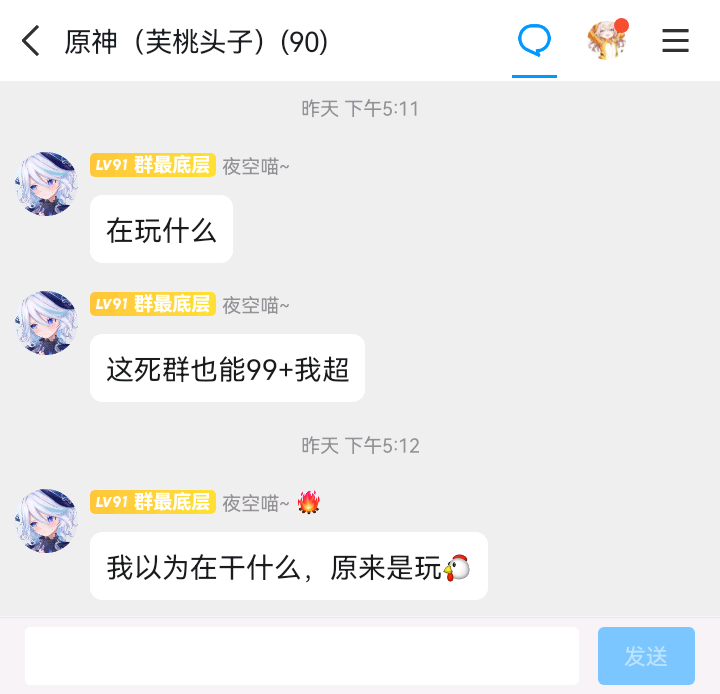 原神（芙桃头子）(90)
昨天 下午5:11
LV91 群最底层 夜空喵~
在玩什么
LV91 群最底层 夜空喵~
这死群也能99+我超
昨天 下午5:12
LV91 群最底层 夜空喵~🔥
我以为在干什么，原来是玩🐔
发送